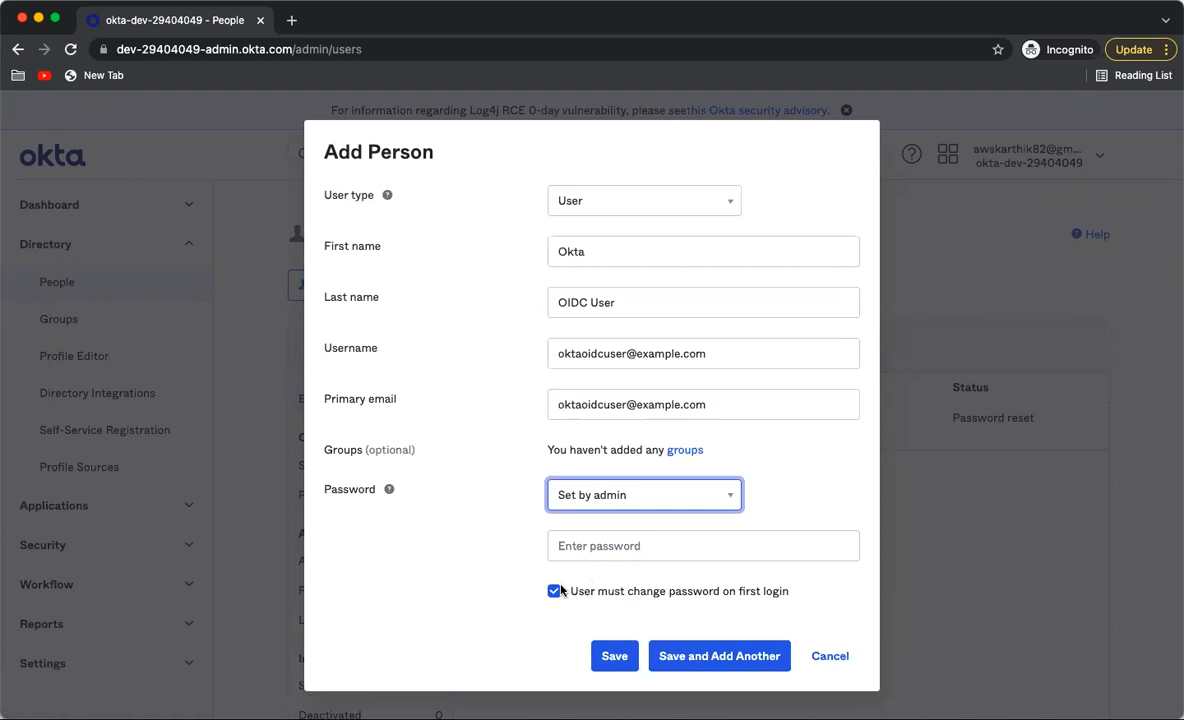 okta-dev-29404049 - People
dev-29404049-admin.okta.com/admin/users
Incognito
Update
New Tab
Reading List
For information regarding Log4j RCE 0-day vulnerability, please see this Okta security advisory.
okta
awskarthik82@gm...
okta-dev-29404049
Dashboard
Directory
People
Groups
Profile Editor
Directory Integrations
Self-Service Registration
Profile Sources
Applications
Security
Workflow
Reports
Settings
Help
Add Person
User type
User
First name
Okta
Last name
OIDC User
Username
oktaoidcuser@example.com
Primary email
oktaoidcuser@example.com
Groups (optional)
You haven't added any groups
Password
Set by admin
Enter password
User must change password on first login
Save
Save and Add Another
Cancel
Status
Password reset
Deactivated 0